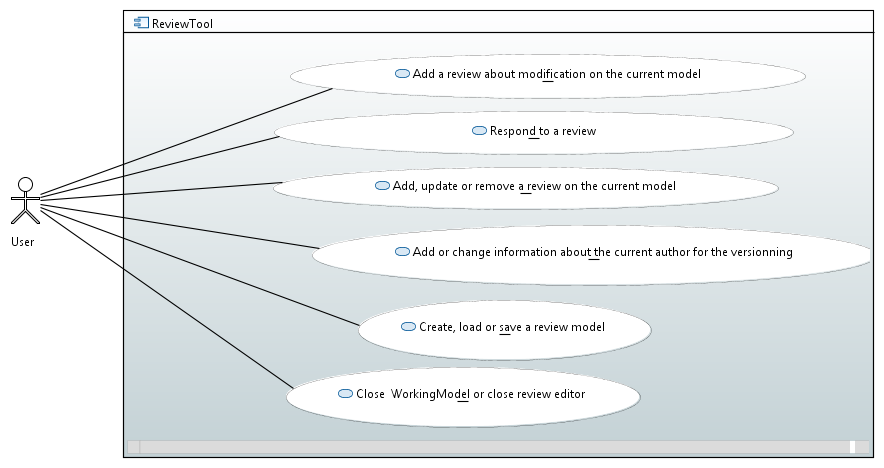 ReviewTool
Add a review about modification on the current model
Respond to a review
Add, update or remove a review on the current model
User
Add or change information about the current author for the versionning
Create, load or save a review model
Close WorkingModel or close review editor